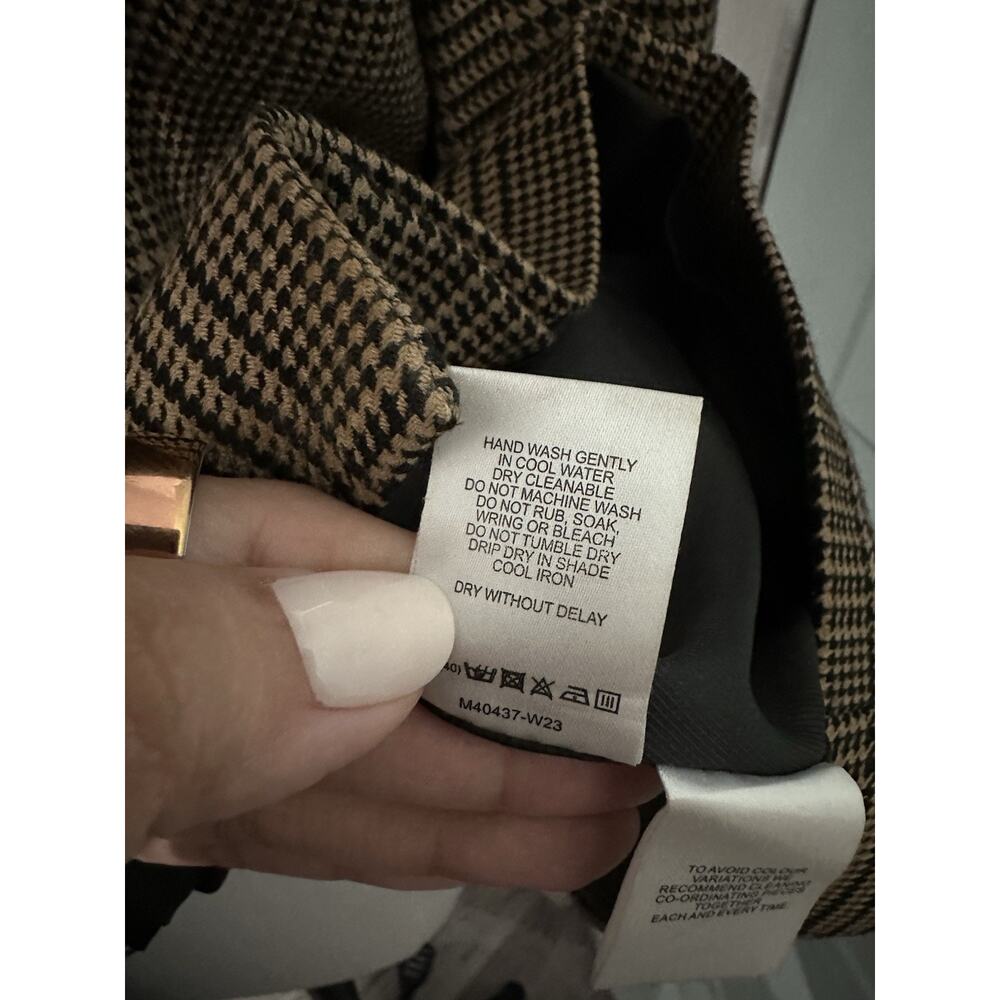 HAND WASH GENTLY
IN COOL WATER
DRY CLEANABLE
DO NOT MACHINE WASH
DO NOT RUB, SOAK,
WRING OR BLEACH
DO NOT TUMBLE DRY
DRIP DRY IN SHADE
COOL IRON
DRY WITHOUT DELAY
40)
M40437-W23
TO AVOID COLOUR
VARIATIONS WE
RECOMMEND CLEANING
CO-ORDINATING PIECES
TOGETHER
EACH AND EVERY TIME.